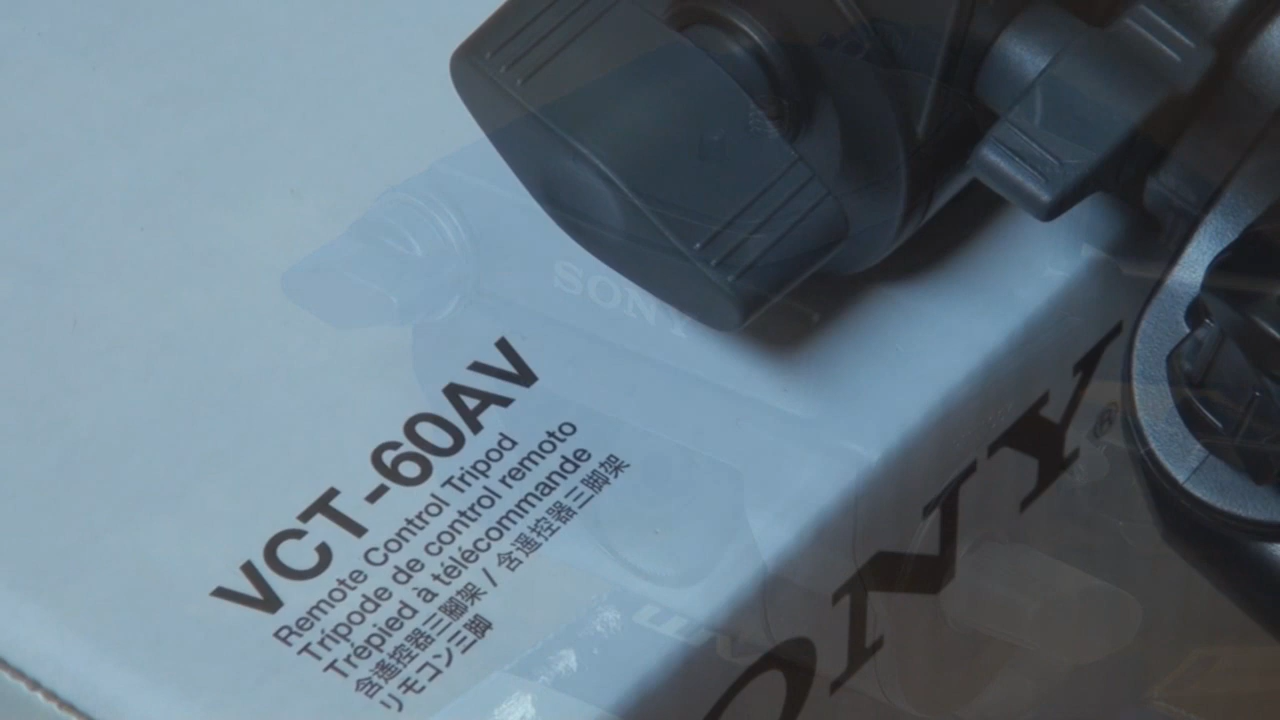 SONY
VCT-60AV
Remote Control Tripod
Trípode de control remoto
Trépied à télécommande
含遙控器三腳架 / 含遥控器三脚架
リモコン三脚
SONY®